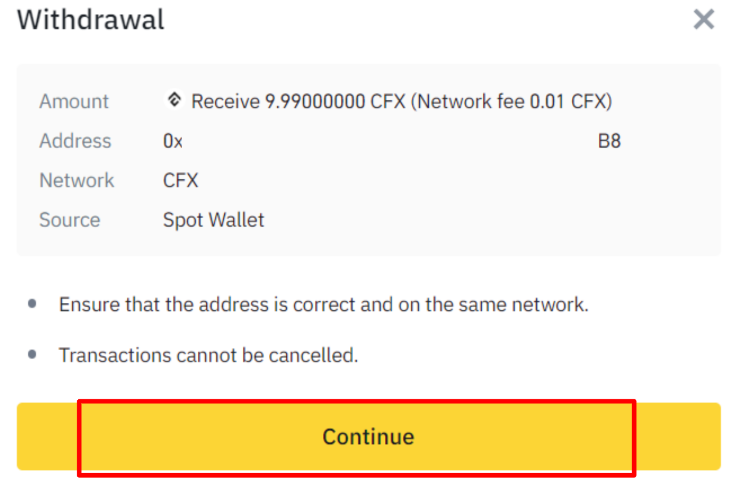 Withdrawal
Amount Receive 9.99000000 CFX (Network fee 0.01 CFX)
Address 0x B8
Network CFX
Source Spot Wallet
Ensure that the address is correct and on the same network.
Transactions cannot be cancelled.
Continue